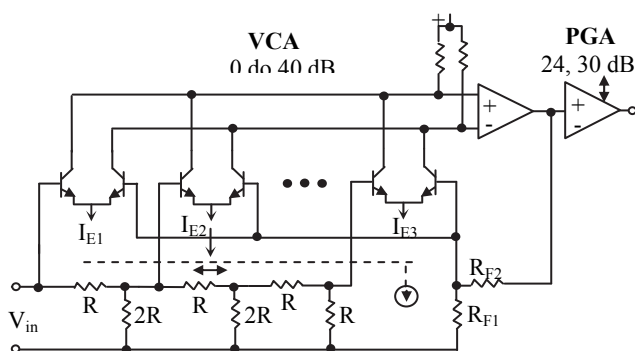 VCA
0 do 40 dB
PGA
24, 30 dB
+
+
-
+
-
I_E1
I_E2
I_E3
R
R
R
R_F2
V_in
2R
2R
R
R_F1